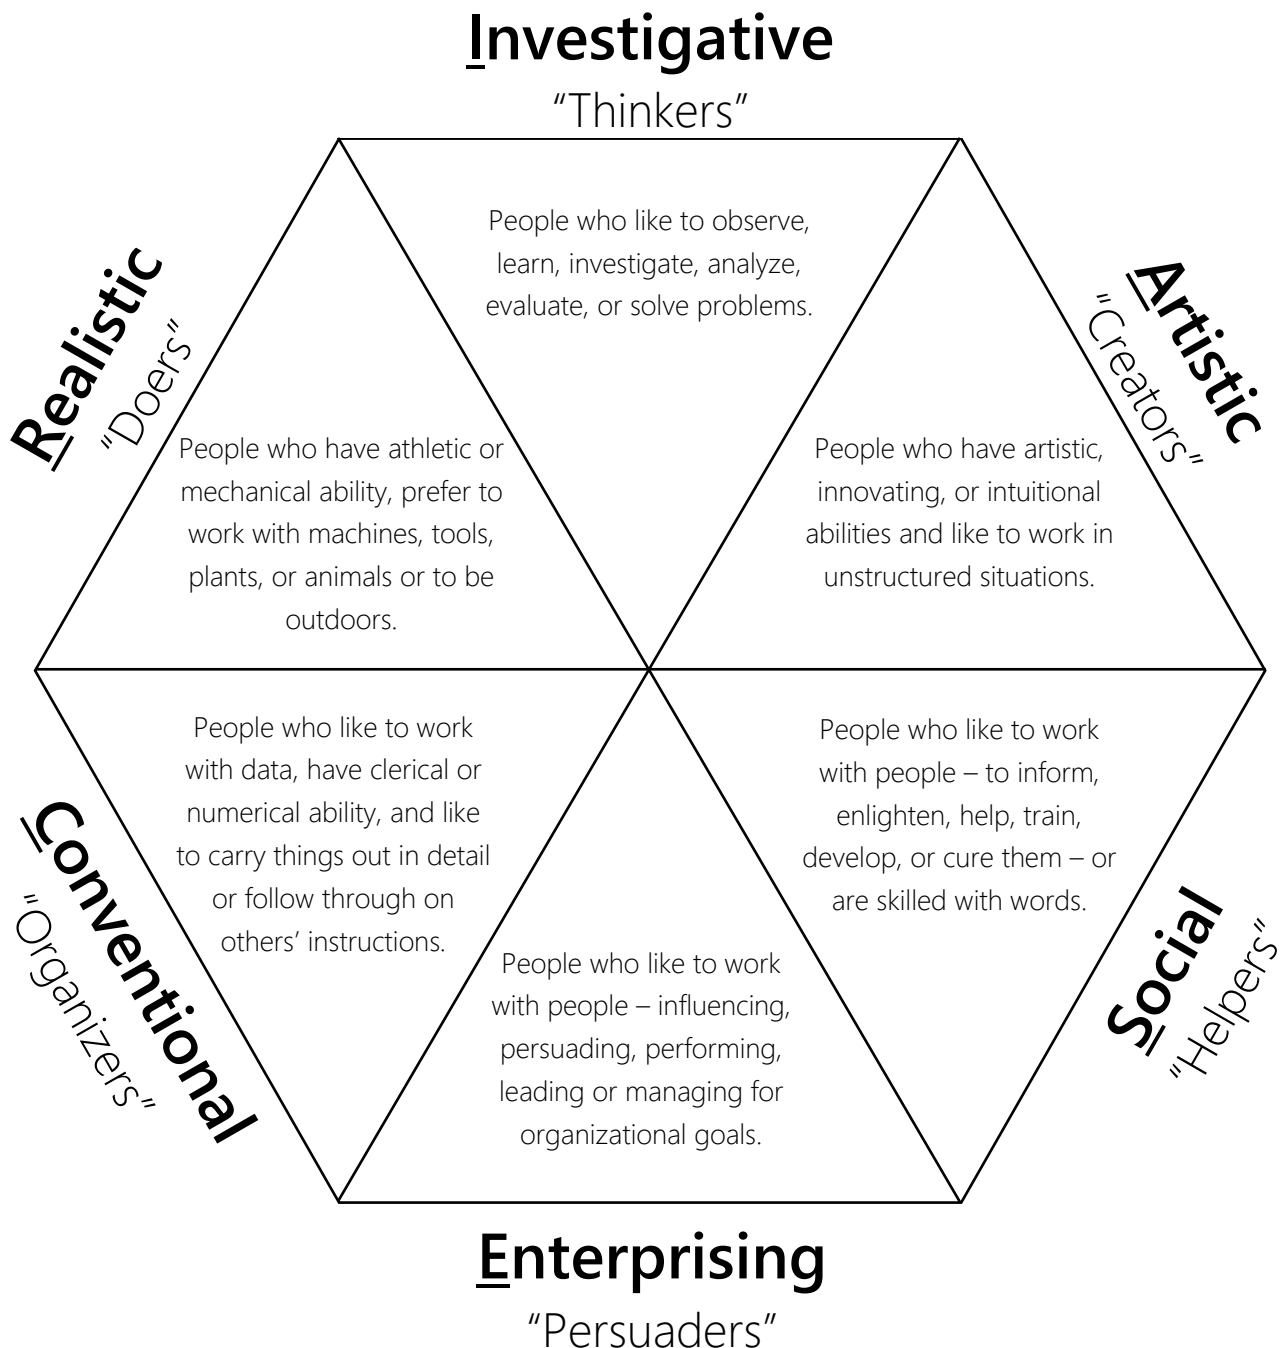 Investigative
“Thinkers”
People who like to observe,
learn, investigate, analyze,
evaluate, or solve problems.
Realistic
“Doers”
People who have athletic or
mechanical ability, prefer to
work with machines, tools,
plants, or animals or to be
outdoors.
Artistic
“Creators”
People who have artistic,
innovating, or intuitional
abilities and like to work in
unstructured situations.
Conventional
“Organizers”
People who like to work
with data, have clerical or
numerical ability, and like
to carry things out in detail
or follow through on
others’ instructions.
Social
“Helpers”
People who like to work
with people – to inform,
enlighten, help, train,
develop, or cure them – or
are skilled with words.
People who like to work
with people – influencing,
persuading, performing,
leading or managing for
organizational goals.
Enterprising
“Persuaders”